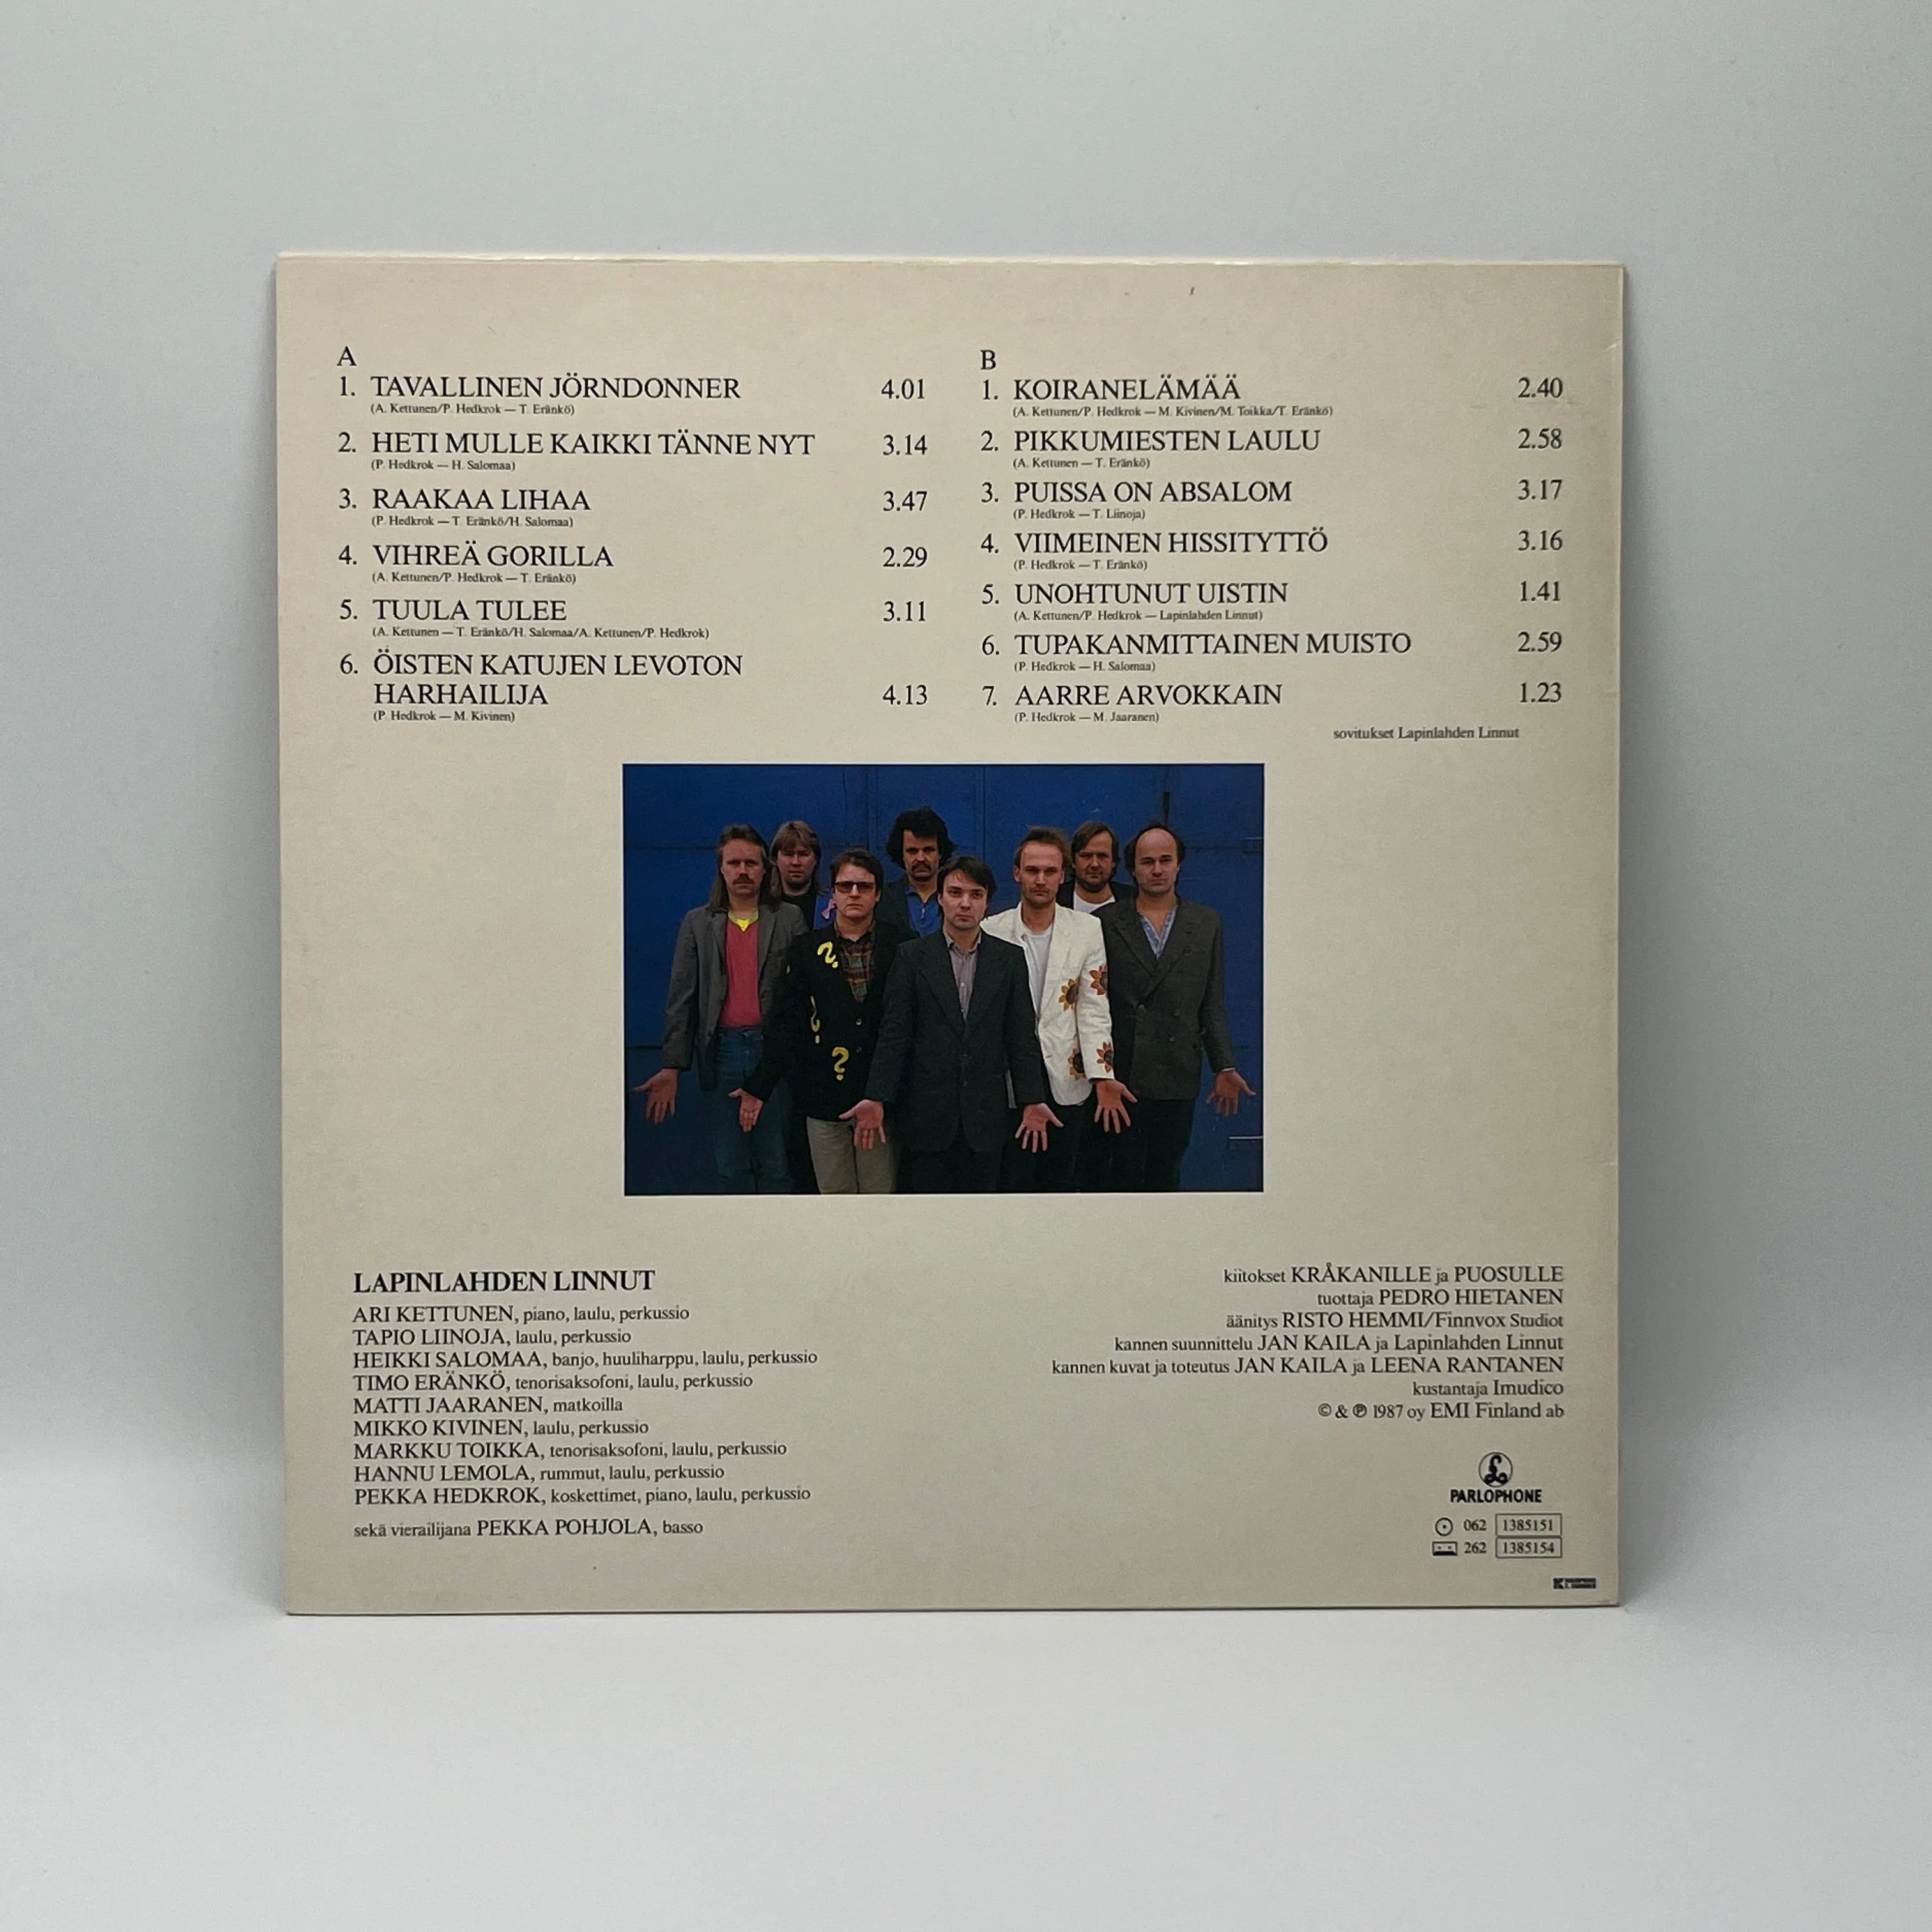 A
1. TAVALLINEN JÖRNDONNER 4.01
(A. Kettunen/P. Hedkrok — T. Eränkö)
2. HETI MULLE KAIKKI TÄNNE NYT 3.14
(P. Hedkrok — H. Salomaa)
3. RAAKAA LIHAA 3.47
(P. Hedkrok — T. Eränkö/H. Salomaa)
4. VIHREÄ GORILLA 2.29
(A. Kettunen/P. Hedkrok — T. Eränkö)
5. TUULA TULEE 3.11
(A. Kettunen — T. Eränkö/H. Salomaa/A. Kettunen/P. Hedkrok)
6. ÖISTEN KATUJEN LEVOTON
HARHAILIJA 4.13
(P. Hedkrok — M. Kivinen)
B
1. KOIRANELÄMÄÄ 2.40
(A. Kettunen/P. Hedkrok — M. Kivinen/M. Toikka/T. Eränkö)
2. PIKKUMIESTEN LAULU 2.58
(A. Kettunen — T. Eränkö)
3. PUISSA ON ABSALOM 3.17
(P. Hedkrok — T. Liinoja)
4. VIIMEINEN HISSITYTTÖ 3.16
(P. Hedkrok — T. Eränkö)
5. UNOHTUNUT UISTIN 1.41
(A. Kettunen/P. Hedkrok — Lapinlahden Linnut)
6. TUPAKANMITTAINEN MUISTO 2.59
(P. Hedkrok — H. Salomaa)
7. AARRE ARVOKKAIN 1.23
(P. Hedkrok — M. Jaaranen)
sovitukset Lapinlahden Linnut
? ?
?
LAPINLAHDEN LINNUT
ARI KETTUNEN, piano, laulu, perkussio
TAPIO LIINOJA, laulu, perkussio
HEIKKI SALOMAA, banjo, huuliharppu, laulu, perkussio
TIMO ERÄNKÖ, tenorisaksofoni, laulu, perkussio
MATTI JAARANEN, matkoilla
MIKKO KIVINEN, laulu, perkussio
MARKKU TOIKKA, tenorisaksofoni, laulu, perkussio
HANNU LEMOLA, rummut, laulu, perkussio
PEKKA HEDKROK, koskettimet, piano, laulu, perkussio
sekä vierailijana PEKKA POHJOLA, basso
kiitokset KRÅKANILLE ja PUOSULLE
tuottaja PEDRO HIETANEN
äänitys RISTO HEMMI/Finnvox Studiot
kannen suunnittelu JAN KAILA ja Lapinlahden Linnut
kannen kuvat ja toteutus JAN KAILA ja LEENA RANTANEN
kustantaja Imudico
© & ℗ 1987 oy EMI Finland ab
PARLOPHONE
062 1385151
262 1385154